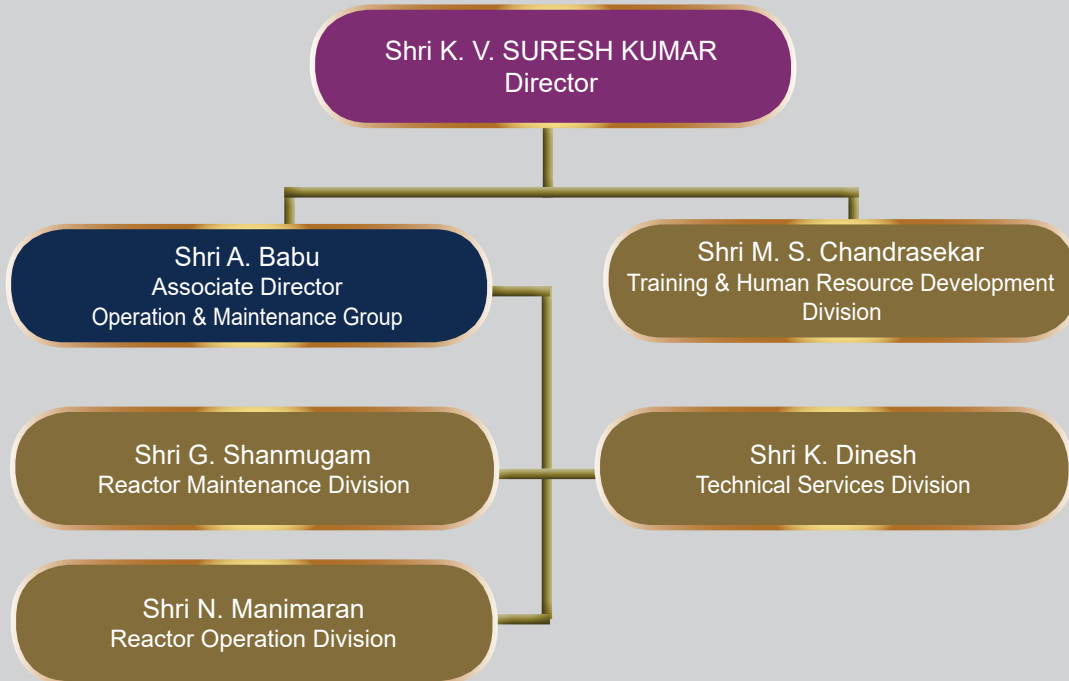 Shri K. V. SURESH KUMAR
Director
Shri A. Babu
Associate Director
Operation & Maintenance Group
Shri M. S. Chandrasekar
Training & Human Resource Development
Division
Shri G. Shanmugam
Reactor Maintenance Division
Shri K. Dinesh
Technical Services Division
Shri N. Manimaran
Reactor Operation Division